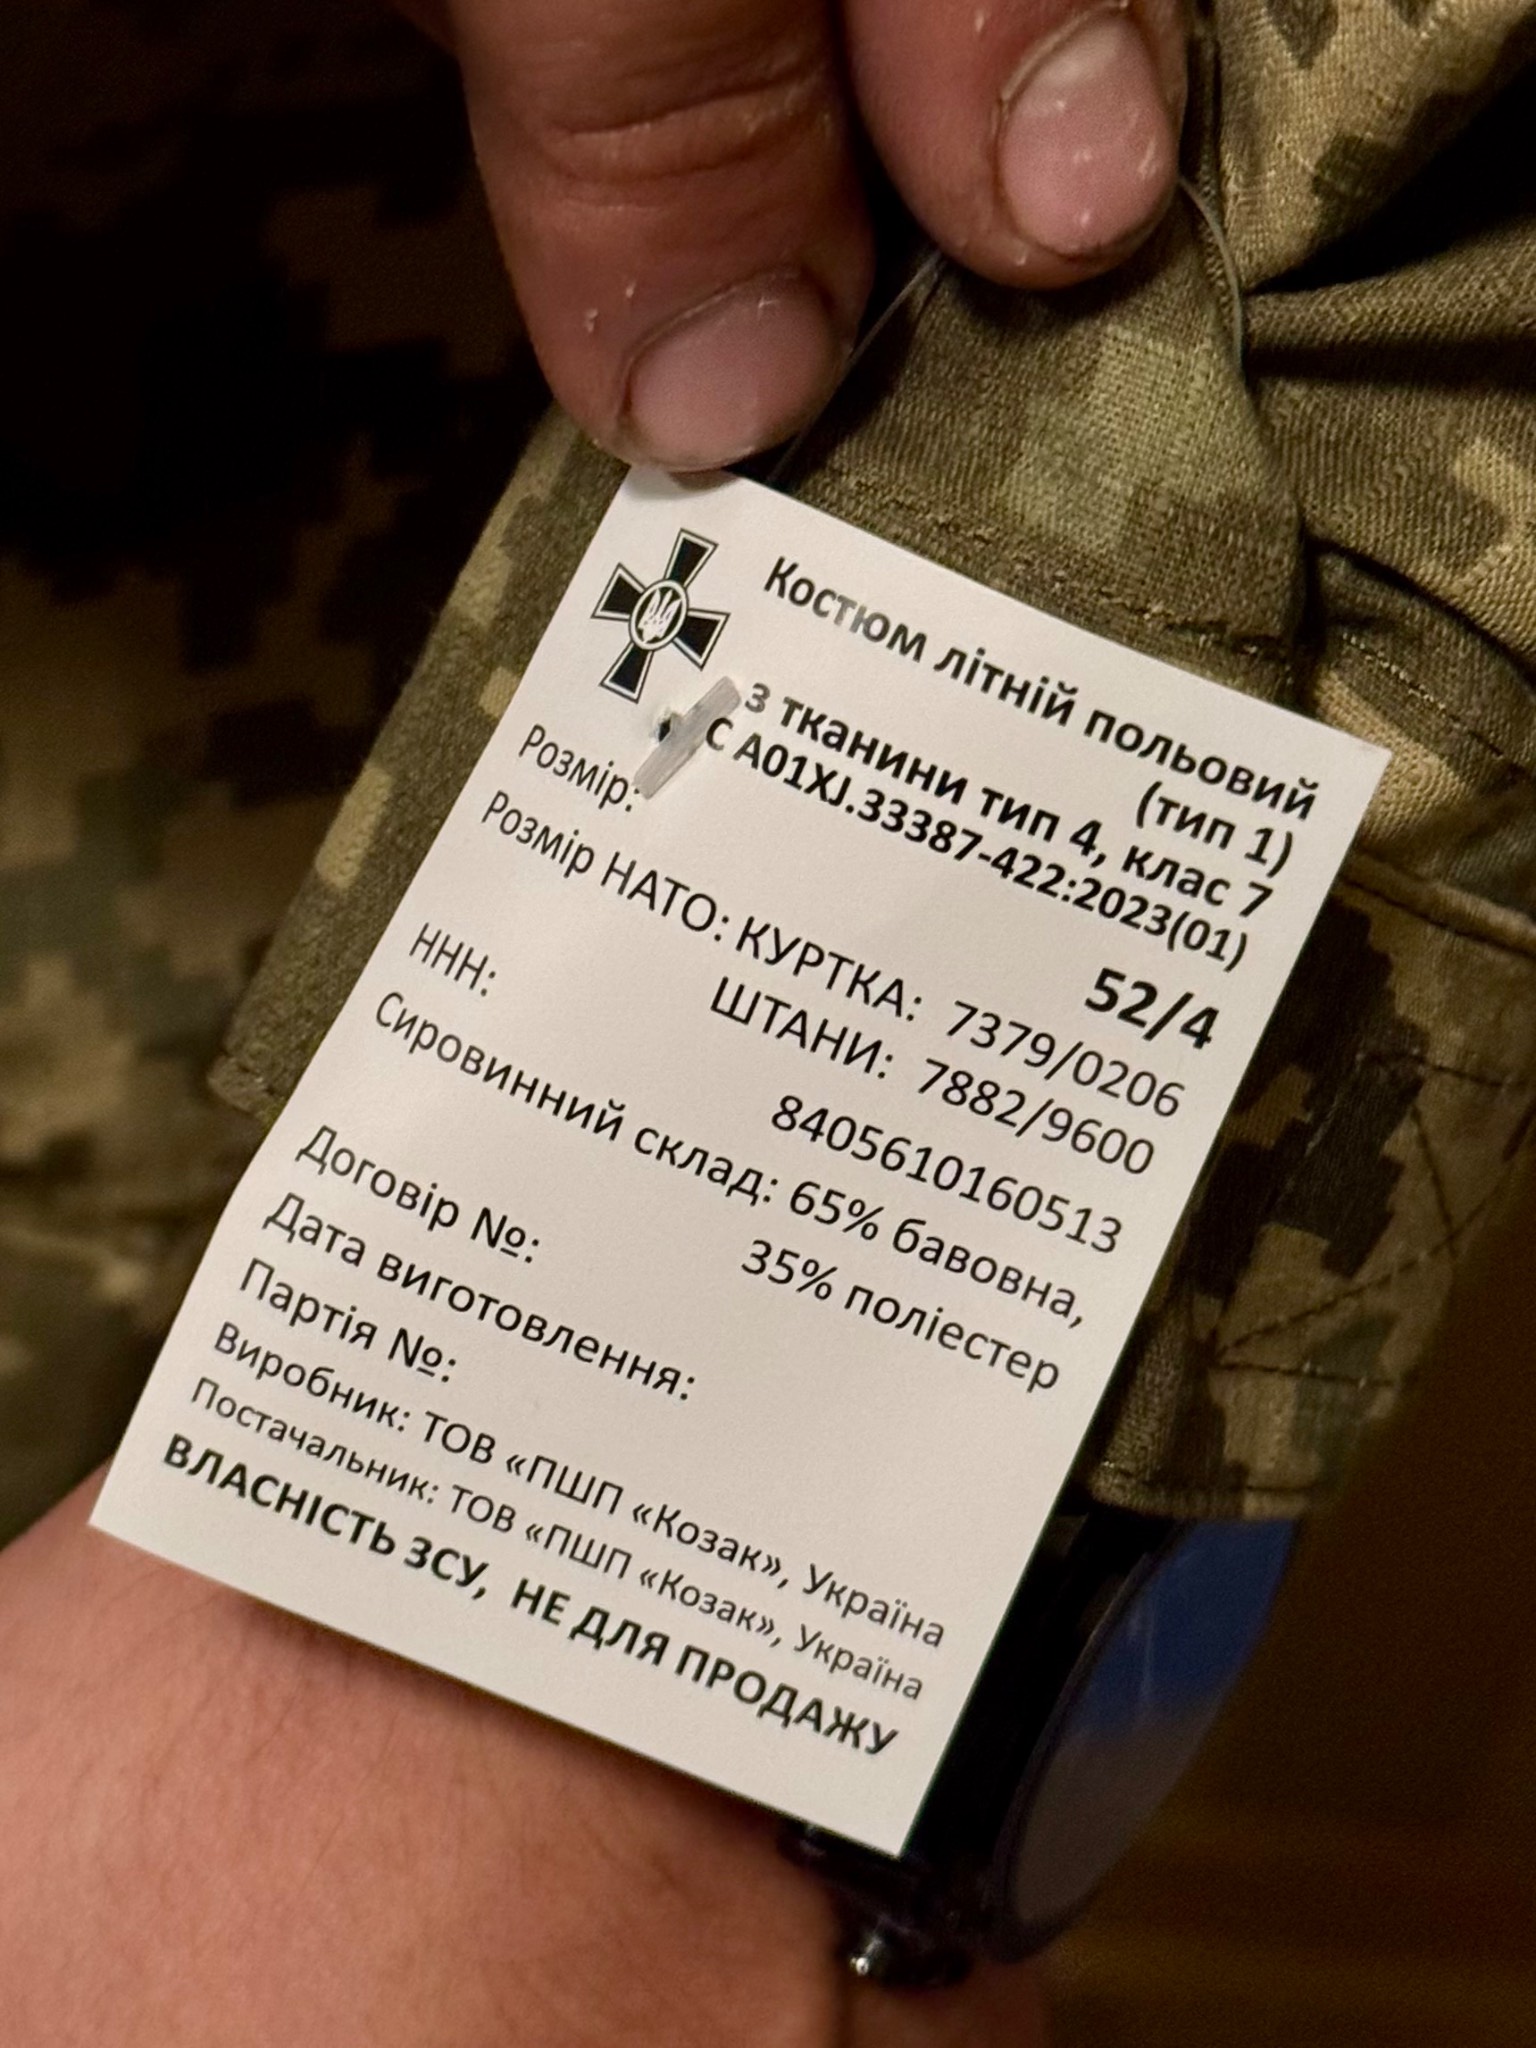 Костюм літній польовий
(тип 1)
з тканини тип 4, клас 7
С А01XJ.33387-422:2023(01)
Розмір: 52/4
Розмір НАТО: КУРТКА: 7379/0206
ШТАНИ: 7882/9600
ННН: 8405610160513
Сировинний склад: 65% бавовна,
35% поліестер
Договір №:
Дата виготовлення:
Партія №:
Виробник: ТОВ «ПШП «Козак», Україна
Постачальник: ТОВ «ПШП «Козак», Україна
ВЛАСНІСТЬ ЗСУ, НЕ ДЛЯ ПРОДАЖУ